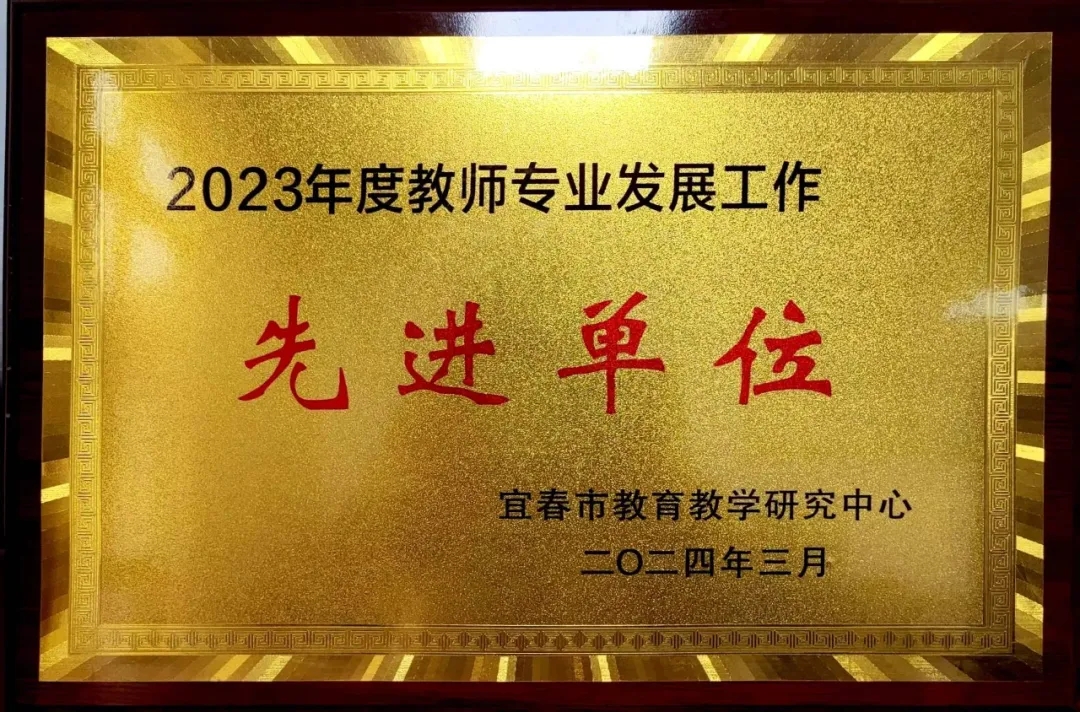 2023年度教师专业发展工作
先进单位
宜春市教育教学研究中心
二〇二四年三月